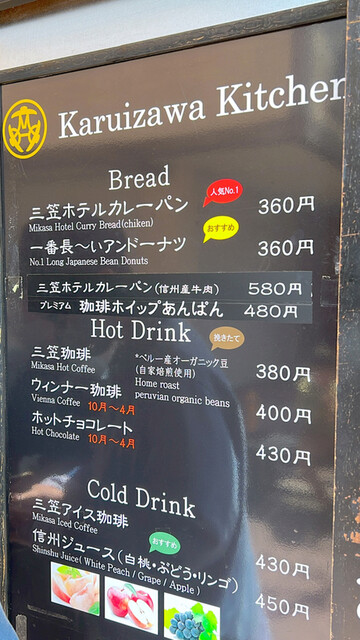 Karuizawa Kitchen
Bread
人気No.1
三笠ホテルカレーパン 360円
Mikasa Hotel Curry Bread(chiken)
おすすめ
一番長〜いアンドーナツ 360円
No.1 Long Japanese Bean Donuts
三笠ホテルカレーパン(信州産牛肉) 580円
プレミアム 珈琲ホイップあんぱん 480円
Hot Drink
挽きたて
三笠珈琲 380円
Mikasa Hot Coffee
*ペルー産オーガニック豆
(自家焙煎使用)
Home roast
peruvian organic beans
ウィンナー珈琲 400円
Vienna Coffee 10月〜4月
ホットチョコレート 430円
Hot Chocolate 10月〜4月
Cold Drink
三笠アイス珈琲 430円
Mikasa Iced Coffee
おすすめ
信州ジュース(白桃・ぶどう・リンゴ) 450円
Shinshu Juice( White Peach / Grape / Apple )